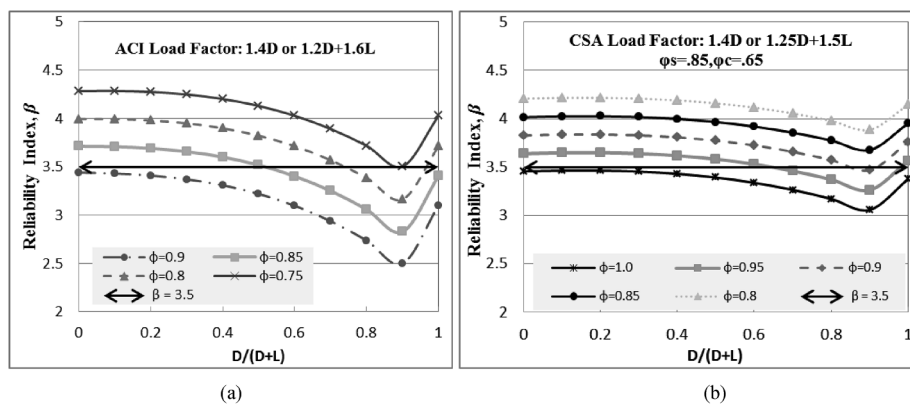 ACI Load Factor: 1.4D or 1.2D+1.6L
Reliability Index, β
5
4.5
4
3.5
3
2.5
2
0
0.2
0.4
0.6
0.8
1
D/(D+L)
ϕ=0.9
ϕ=0.85
ϕ=0.8
ϕ=0.75
β = 3.5
(a)
CSA Load Factor: 1.4D or 1.25D+1.5L
φs=.85,φc=.65
Reliability Index, β
5
4.5
4
3.5
3
2.5
2
0
0.2
0.4
0.6
0.8
1
D/(D+L)
ϕ=1.0
ϕ=0.95
ϕ=0.9
ϕ=0.85
ϕ=0.8
β = 3.5
(b)